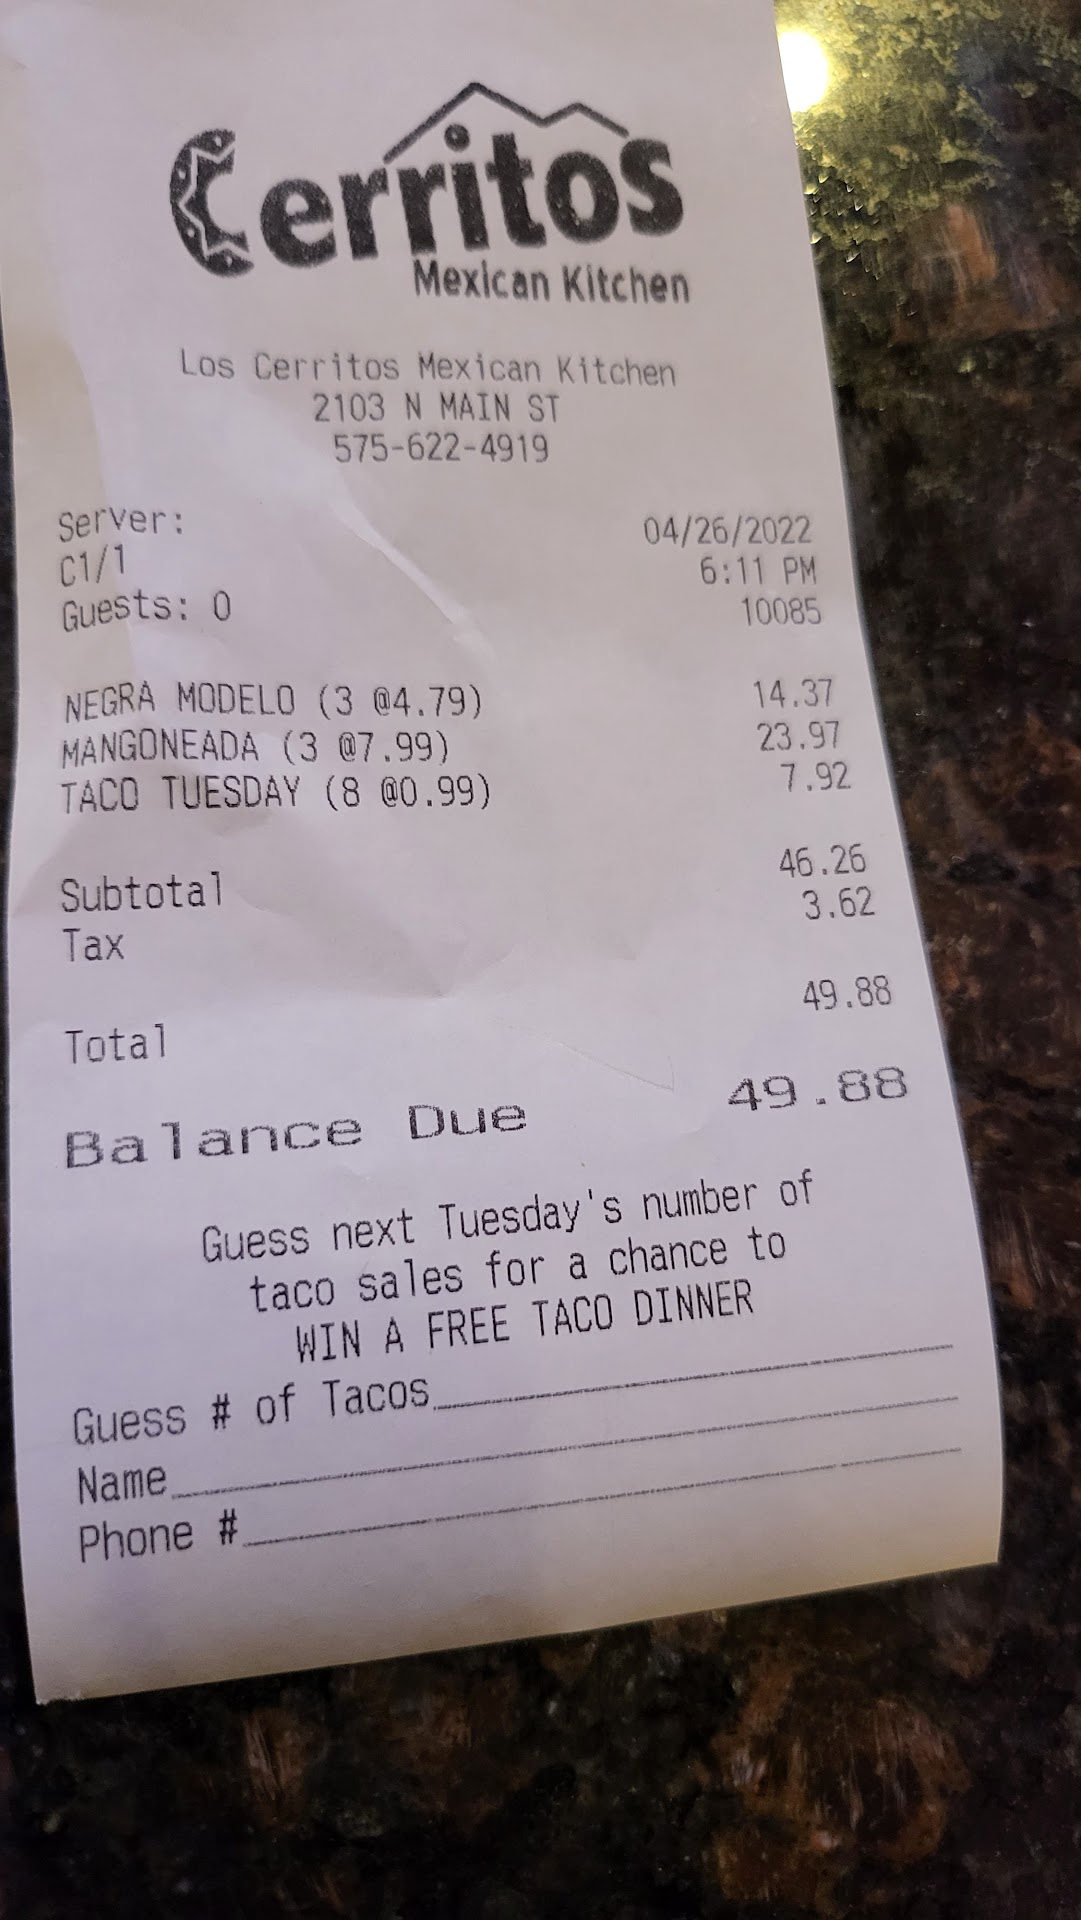 Cerritos
Mexican Kitchen
Los Cerritos Mexican Kitchen
2103 N MAIN ST
575-622-4919
Server:
04/26/2022
C1/1
6:11 PM
Guests: 0
10085
NEGRA MODELO (3 @4.79) 14.37
MANGONEADA (3 @7.99) 23.97
TACO TUESDAY (8 @0.99) 7.92
Subtotal 46.26
Tax 3.62
Total 49.88
Balance Due 49.88
Guess next Tuesday's number of
taco sales for a chance to
WIN A FREE TACO DINNER
Guess # of Tacos
Name
Phone #